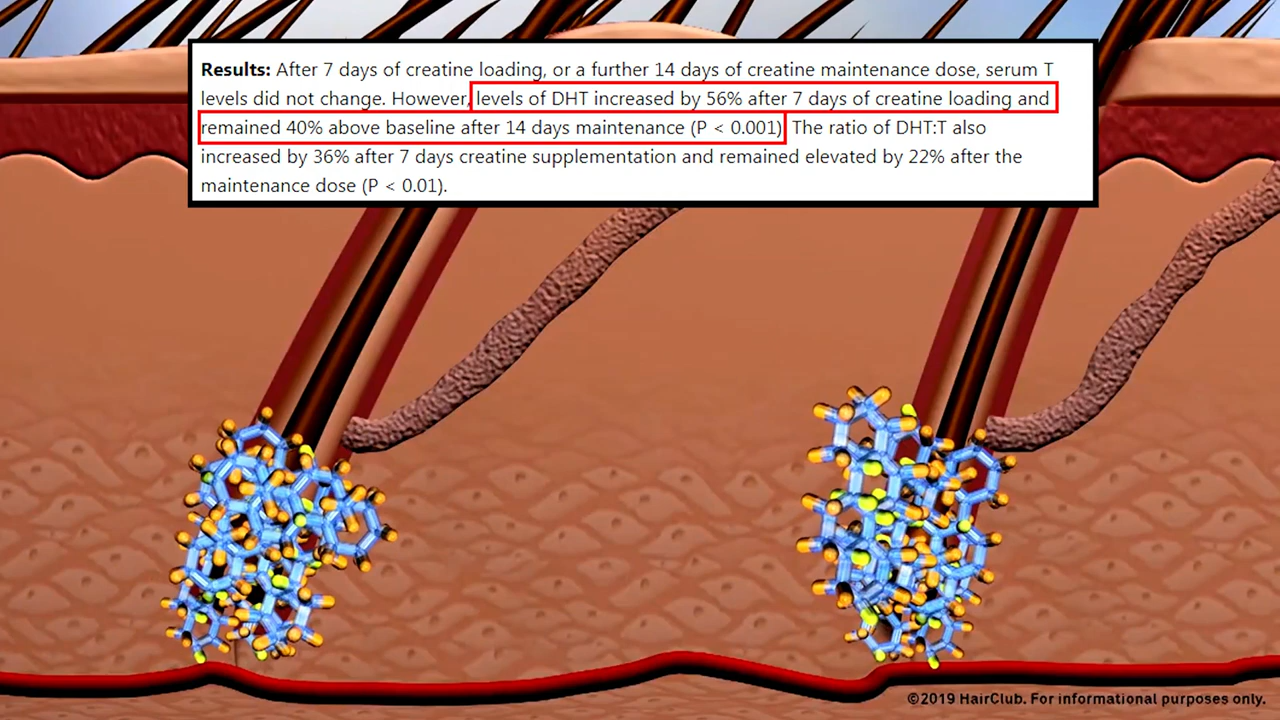 Results: After 7 days of creatine loading, or a further 14 days of creatine maintenance dose, serum T
levels did not change. However, levels of DHT increased by 56% after 7 days of creatine loading and
remained 40% above baseline after 14 days maintenance (P < 0.001). The ratio of DHT:T also
increased by 36% after 7 days creatine supplementation and remained elevated by 22% after the
maintenance dose (P < 0.01).
©2019 HairClub. For informational purposes only.